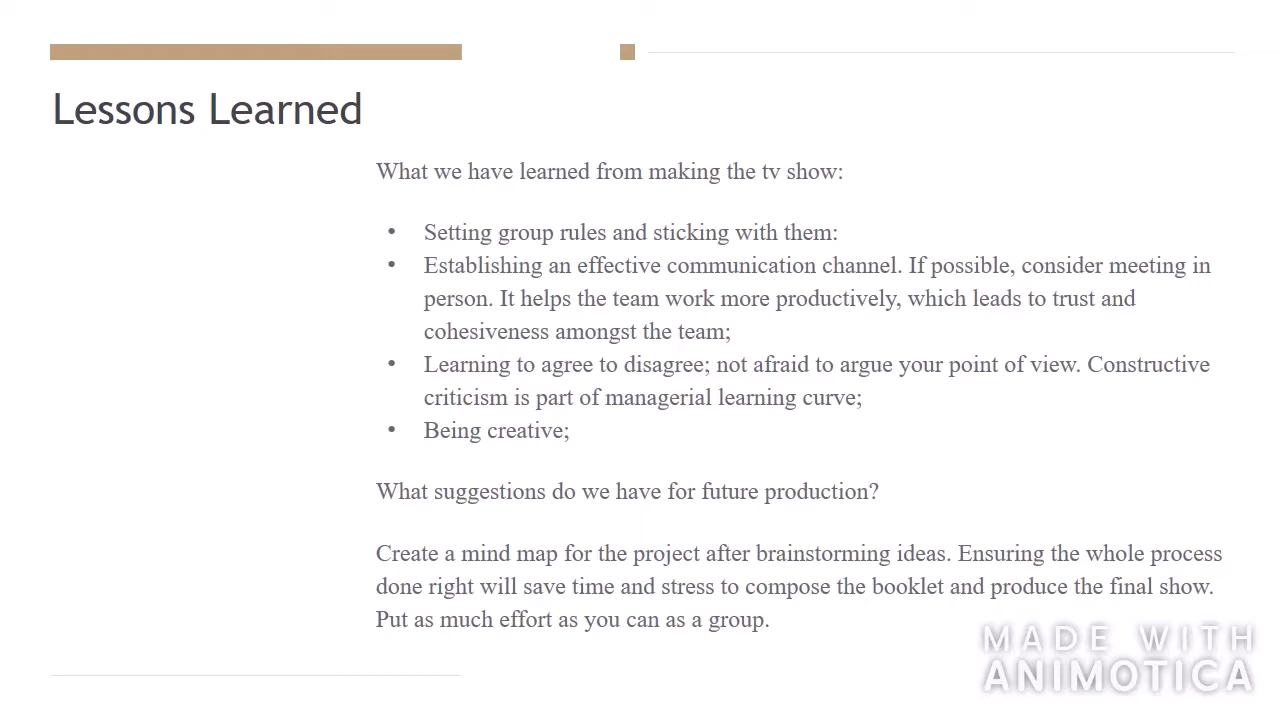 Lessons Learned
What we have learned from making the tv show:
• Setting group rules and sticking with them:
• Establishing an effective communication channel. If possible, consider meeting in
person. It helps the team work more productively, which leads to trust and
cohesiveness amongst the team;
• Learning to agree to disagree; not afraid to argue your point of view. Constructive
criticism is part of managerial learning curve;
• Being creative;
What suggestions do we have for future production?
Create a mind map for the project after brainstorming ideas. Ensuring the whole process
done right will save time and stress to compose the booklet and produce the final show.
Put as much effort as you can as a group.
MADE WITH
ANIMOTICA